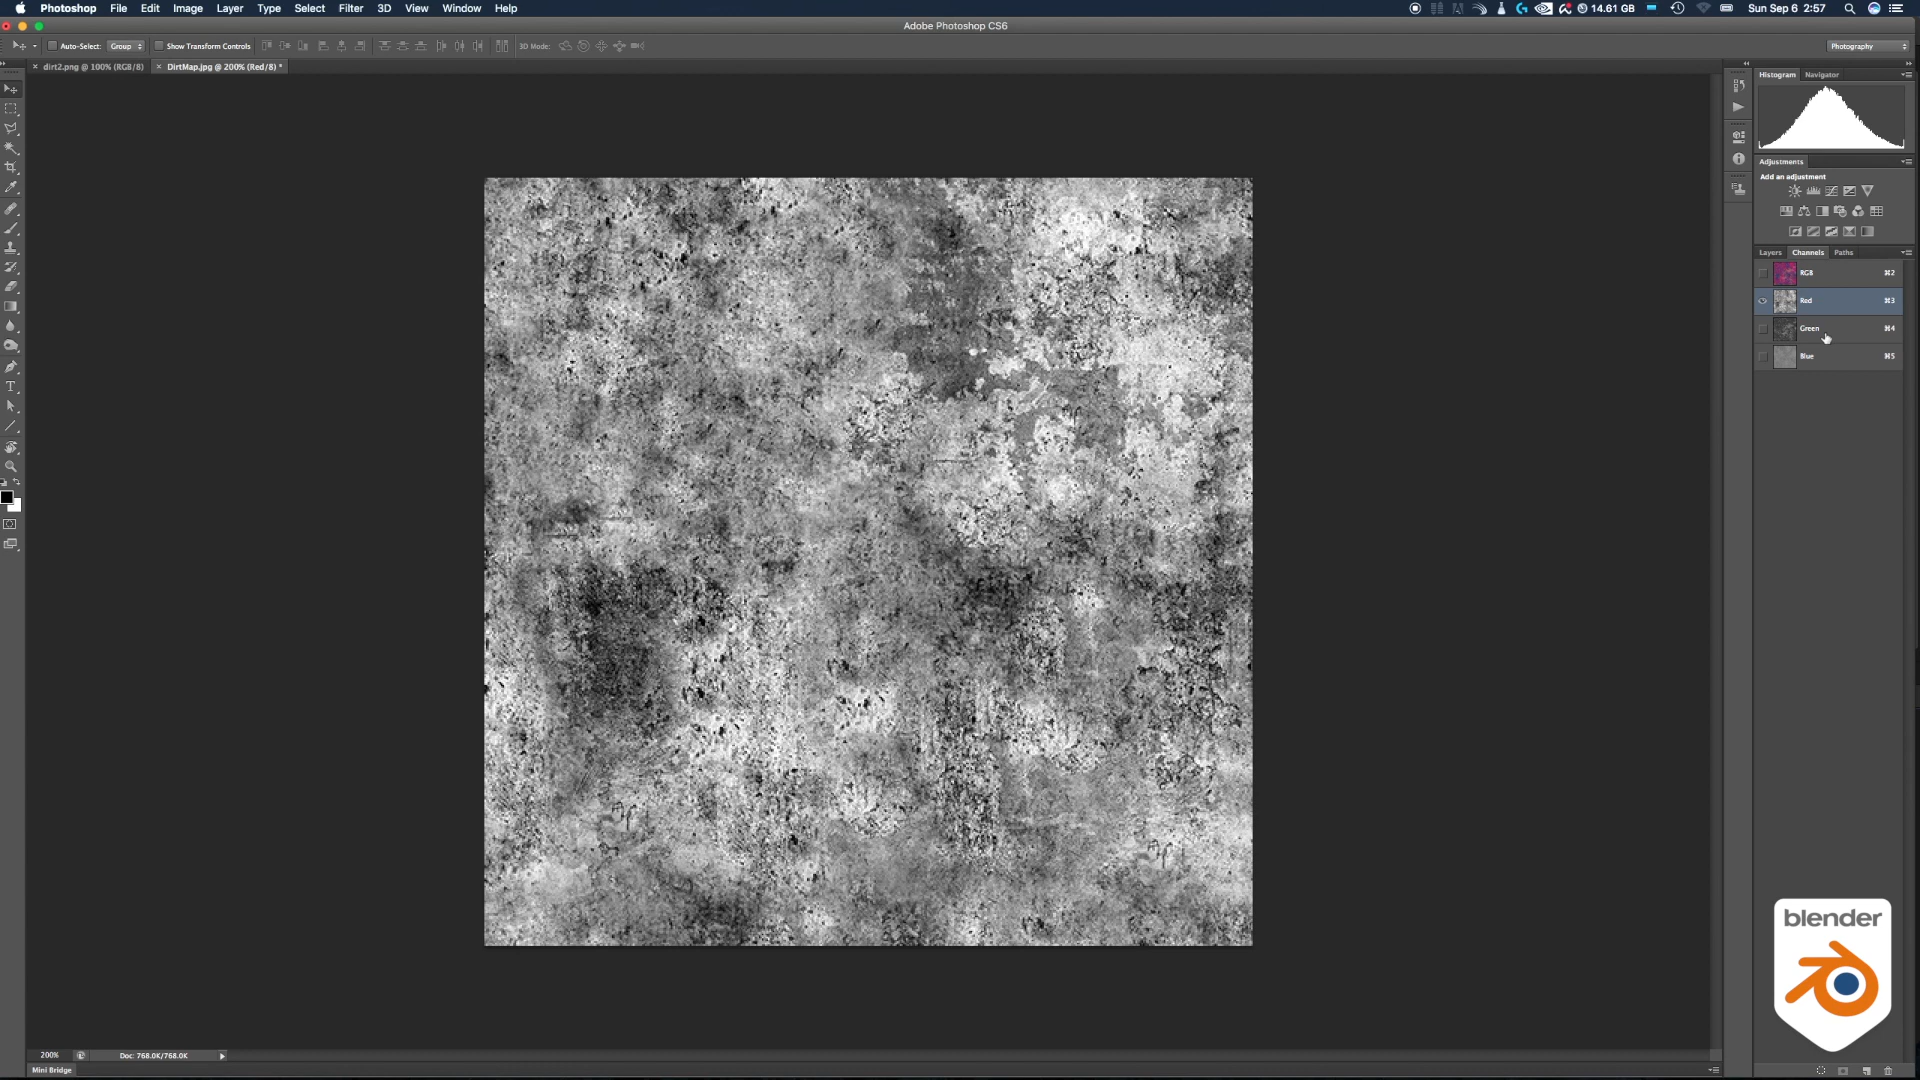 Photoshop File Edit Image Layer Type Select Filter 3D View Window Help 14.61 GB Sun Sep 6 2:57
Adobe Photoshop CS6
Auto-Select: Group Show Transform Controls 3D Mode: Photography
dirt2.png @ 100% (RGB/8) DirtMap.jpg @ 200% (Red/8) *
Histogram Navigator
Adjustments
Add an adjustment
Layers Channels Paths
RGB ⌘2
Red ⌘3
Green ⌘4
Blue ⌘5
blender
200% Doc: 768.0K/768.0K
Mini Bridge